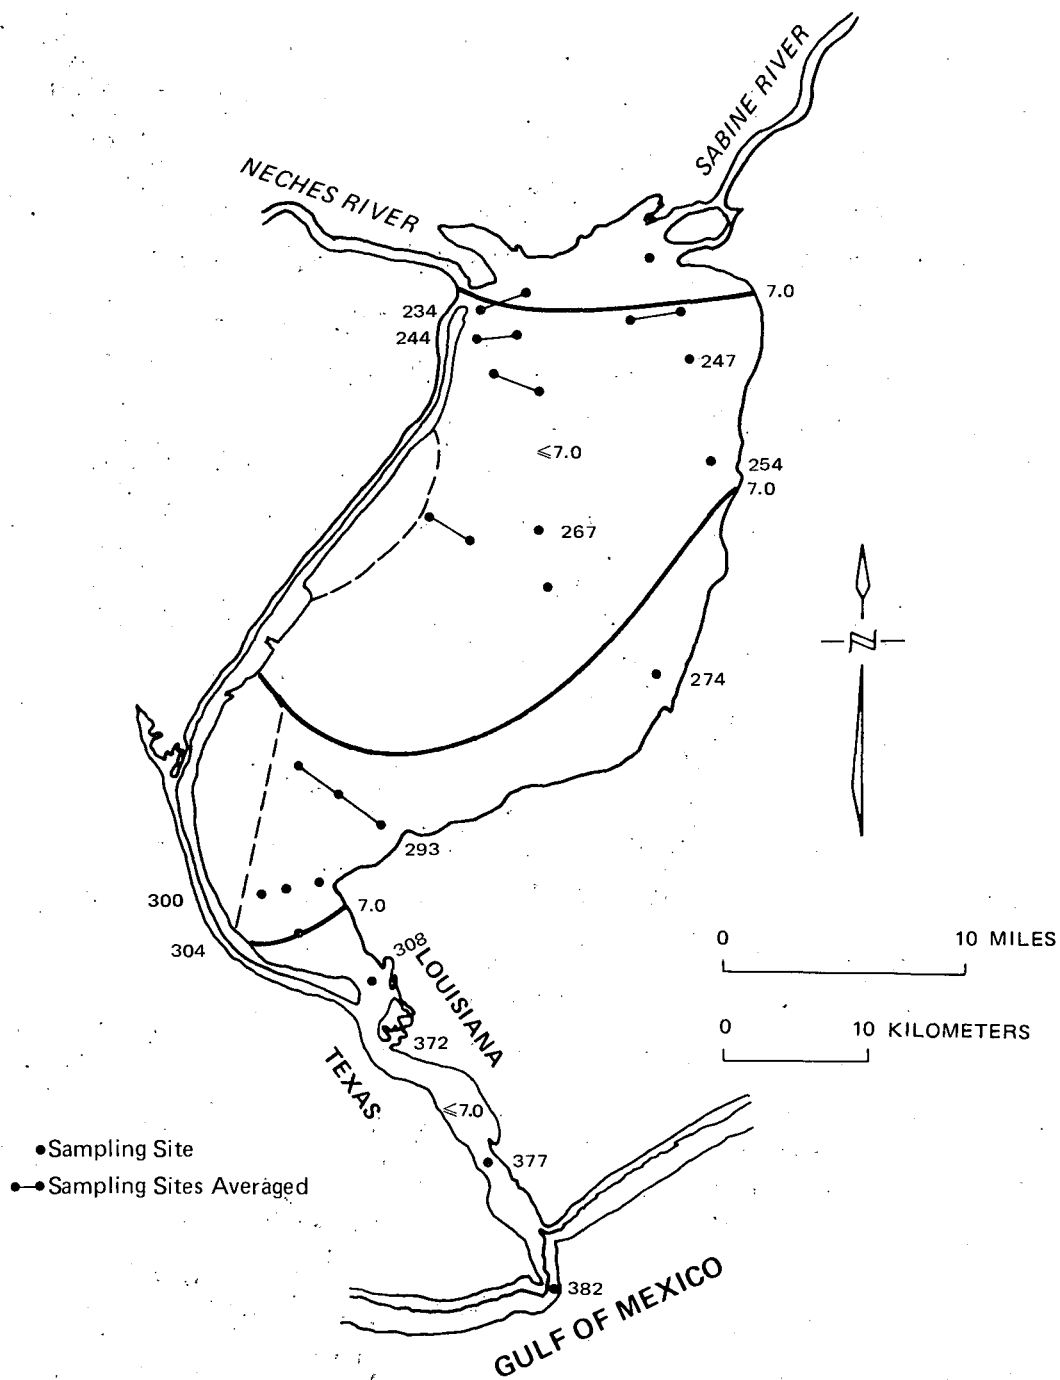 SABINE RIVER
NECHES RIVER
7.0
234
244
247
≤7.0
254
7.0
267
N
274
293
300
7.0
304
308
0 10 MILES
LOUISIANA
0 10 KILOMETERS
372
TEXAS
≤7.0
•Sampling Site
377
•–•Sampling Sites Averaged
382
GULF OF MEXICO